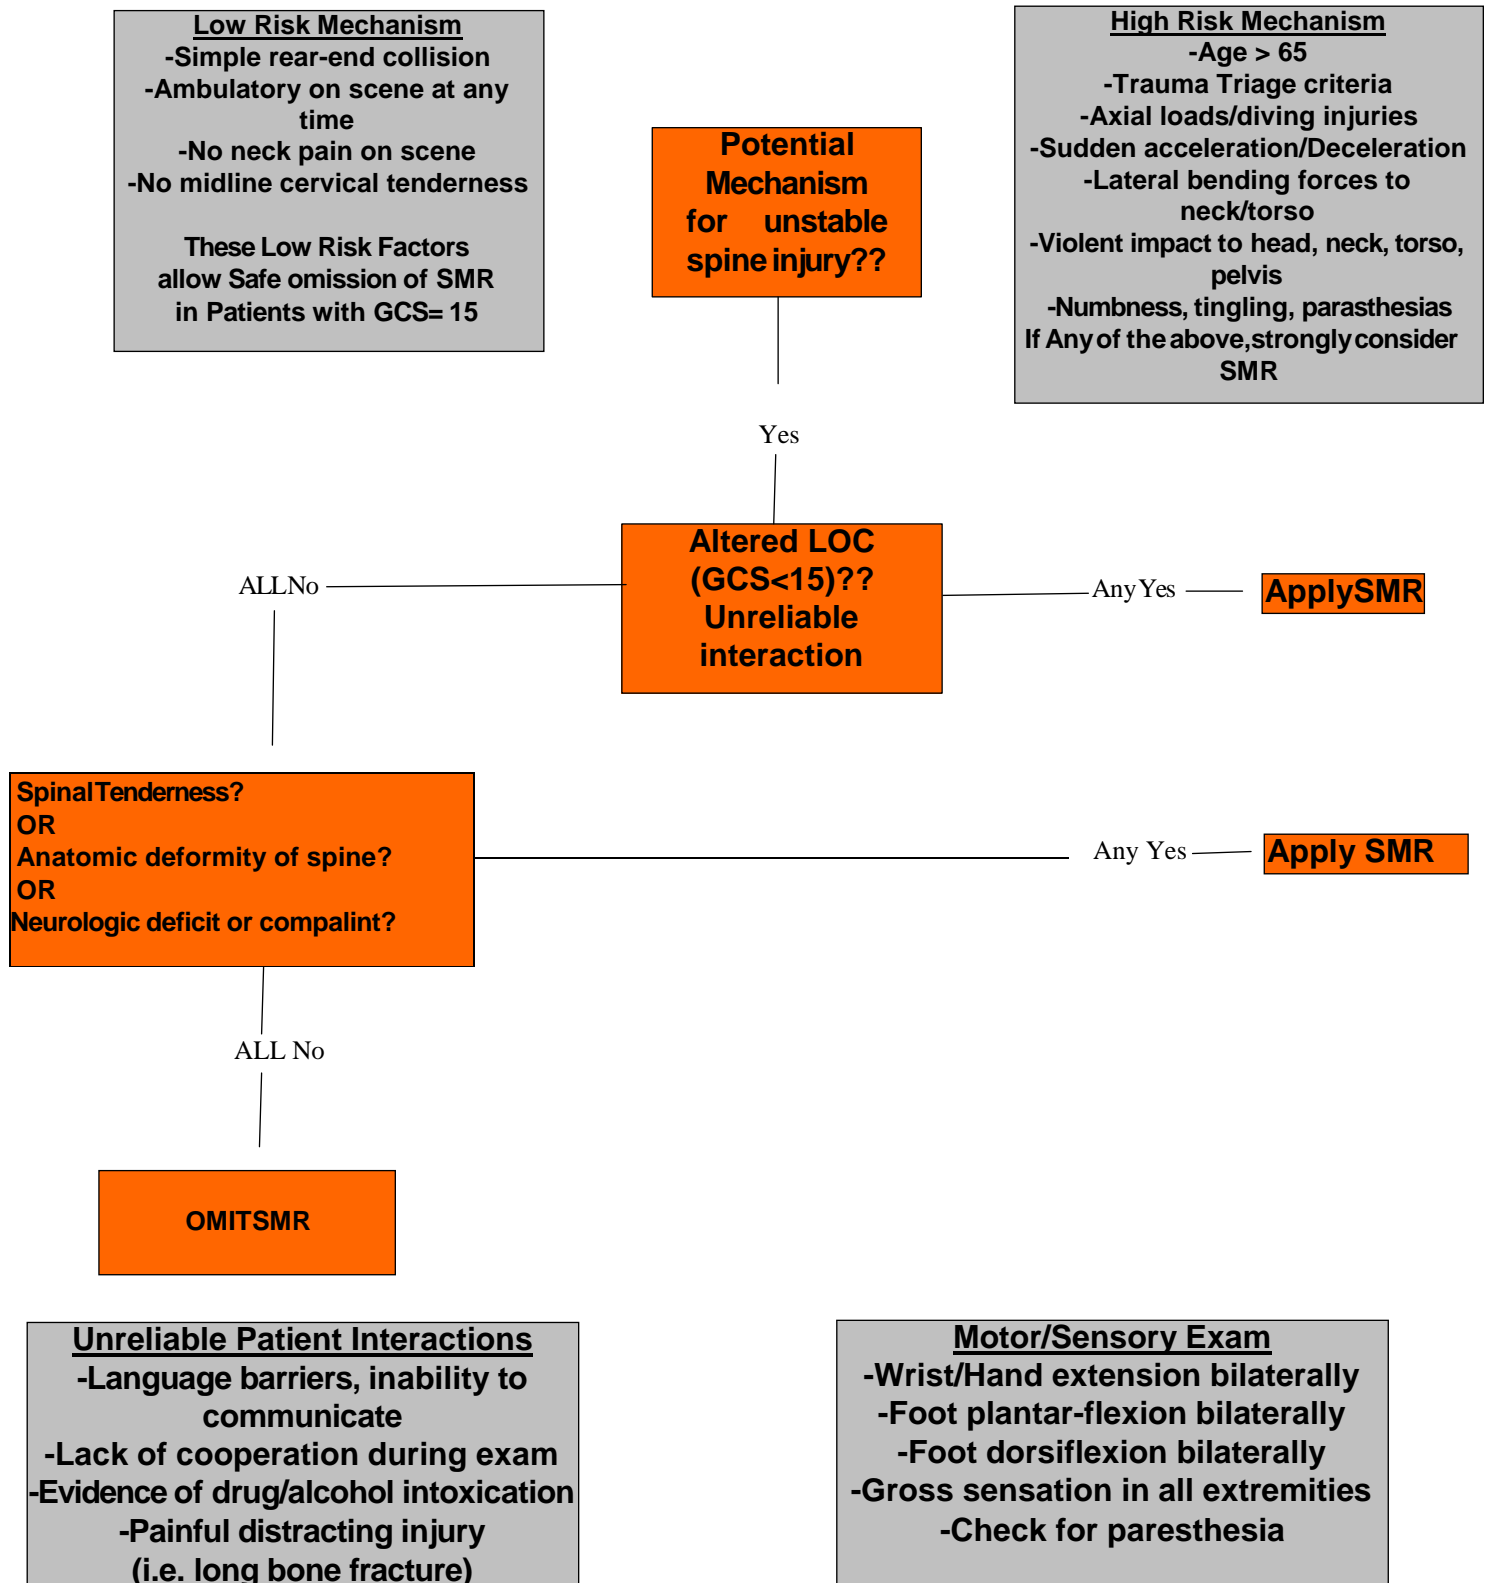 Low Risk Mechanism
-Simple rear-end collision
-Ambulatory on scene at any
time
-No neck pain on scene
-No midline cervical tenderness
These Low Risk Factors
allow Safe omission of SMR
in Patients with GCS= 15
Potential
Mechanism
for unstable
spine injury??
High Risk Mechanism
-Age > 65
-Trauma Triage criteria
-Axial loads/diving injuries
-Sudden acceleration/Deceleration
-Lateral bending forces to
neck/torso
-Violent impact to head, neck, torso,
pelvis
-Numbness, tingling, parasthesias
If Any of the above,strongly consider
SMR
Yes
Altered LOC
(GCS<15)??
Unreliable
interaction
ALLNo
AnyYes
ApplySMR
SpinalTenderness?
OR
Anatomic deformity of spine?
OR
Neurologic deficit or compalint?
Any Yes
Apply SMR
ALL No
OMITSMR
Unreliable Patient Interactions
-Language barriers, inability to
communicate
-Lack of cooperation during exam
-Evidence of drug/alcohol intoxication
-Painful distracting injury
(i.e. long bone fracture)
Motor/Sensory Exam
-Wrist/Hand extension bilaterally
-Foot plantar-flexion bilaterally
-Foot dorsiflexion bilaterally
-Gross sensation in all extremities
-Check for paresthesia